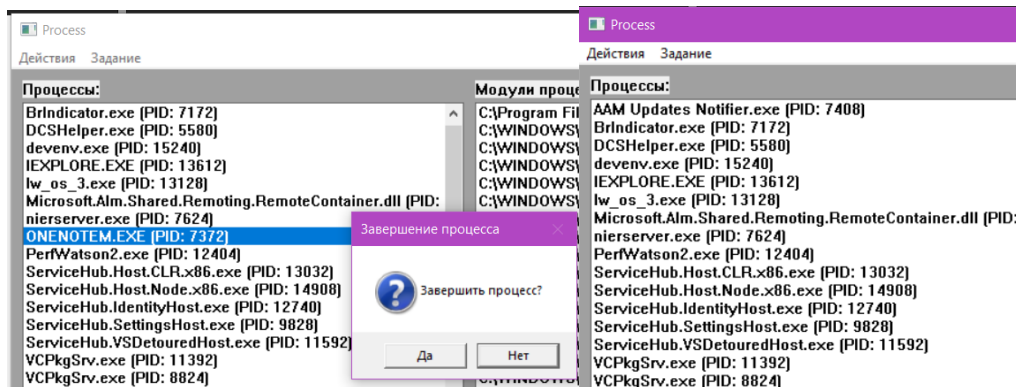 Process
Действия Задание
Процессы:
BrIndicator.exe (PID: 7172)
DCSHelper.exe (PID: 5580)
devenv.exe (PID: 15240)
IEXPLORE.EXE (PID: 13612)
lw_os_3.exe (PID: 13128)
Microsoft.Alm.Shared.Remoting.RemoteContainer.dll (PID:
nierserver.exe (PID: 7624)
ONENOTEM.EXE (PID: 7372)
PerfWatson2.exe (PID: 12404)
ServiceHub.Host.CLR.x86.exe (PID: 13032)
ServiceHub.Host.Node.x86.exe (PID: 14908)
ServiceHub.IdentityHost.exe (PID: 12740)
ServiceHub.SettingsHost.exe (PID: 9828)
ServiceHub.VSDetouredHost.exe (PID: 11592)
VCPkgSrv.exe (PID: 11392)
VCPkgSrv.exe (PID: 8824)
Модули проце
C:\Program Fil
C:\WINDOWS\
C:\WINDOWS\
C:\WINDOWS\
C:\WINDOWS\
C:\WINDOWS\
Завершение процесса
Завершить процесс?
Да Нет
Process
Действия Задание
Процессы:
AAM Updates Notifier.exe (PID: 7408)
BrIndicator.exe (PID: 7172)
DCSHelper.exe (PID: 5580)
devenv.exe (PID: 15240)
IEXPLORE.EXE (PID: 13612)
lw_os_3.exe (PID: 13128)
Microsoft.Alm.Shared.Remoting.RemoteContainer.dll (PID:
nierserver.exe (PID: 7624)
PerfWatson2.exe (PID: 12404)
ServiceHub.Host.CLR.x86.exe (PID: 13032)
ServiceHub.Host.Node.x86.exe (PID: 14908)
ServiceHub.IdentityHost.exe (PID: 12740)
ServiceHub.SettingsHost.exe (PID: 9828)
ServiceHub.VSDetouredHost.exe (PID: 11592)
VCPkgSrv.exe (PID: 11392)
VCPkgSrv.exe (PID: 8824)